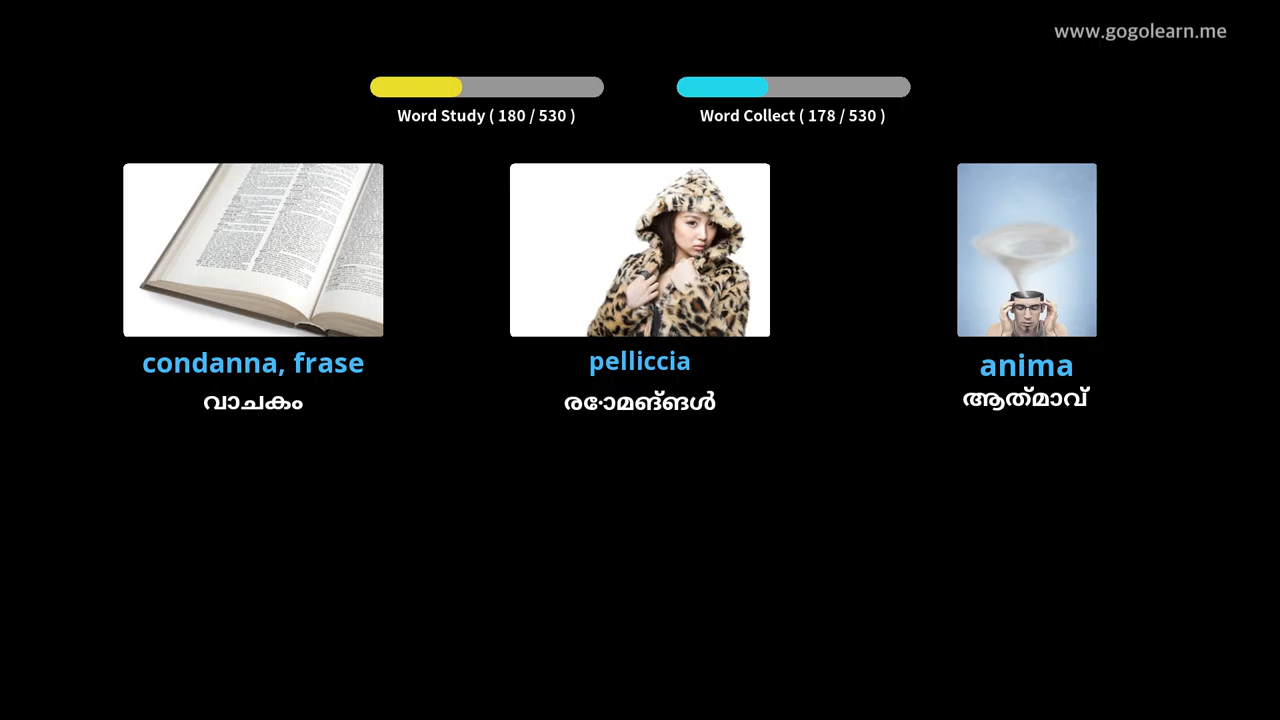 www.gogolearn.me
Word Study ( 180 / 530 )
Word Collect ( 178 / 530 )
condanna, frase
pelliccia
anima
വാചകം
രോമങ്ങൾ
ആത്മാവ്